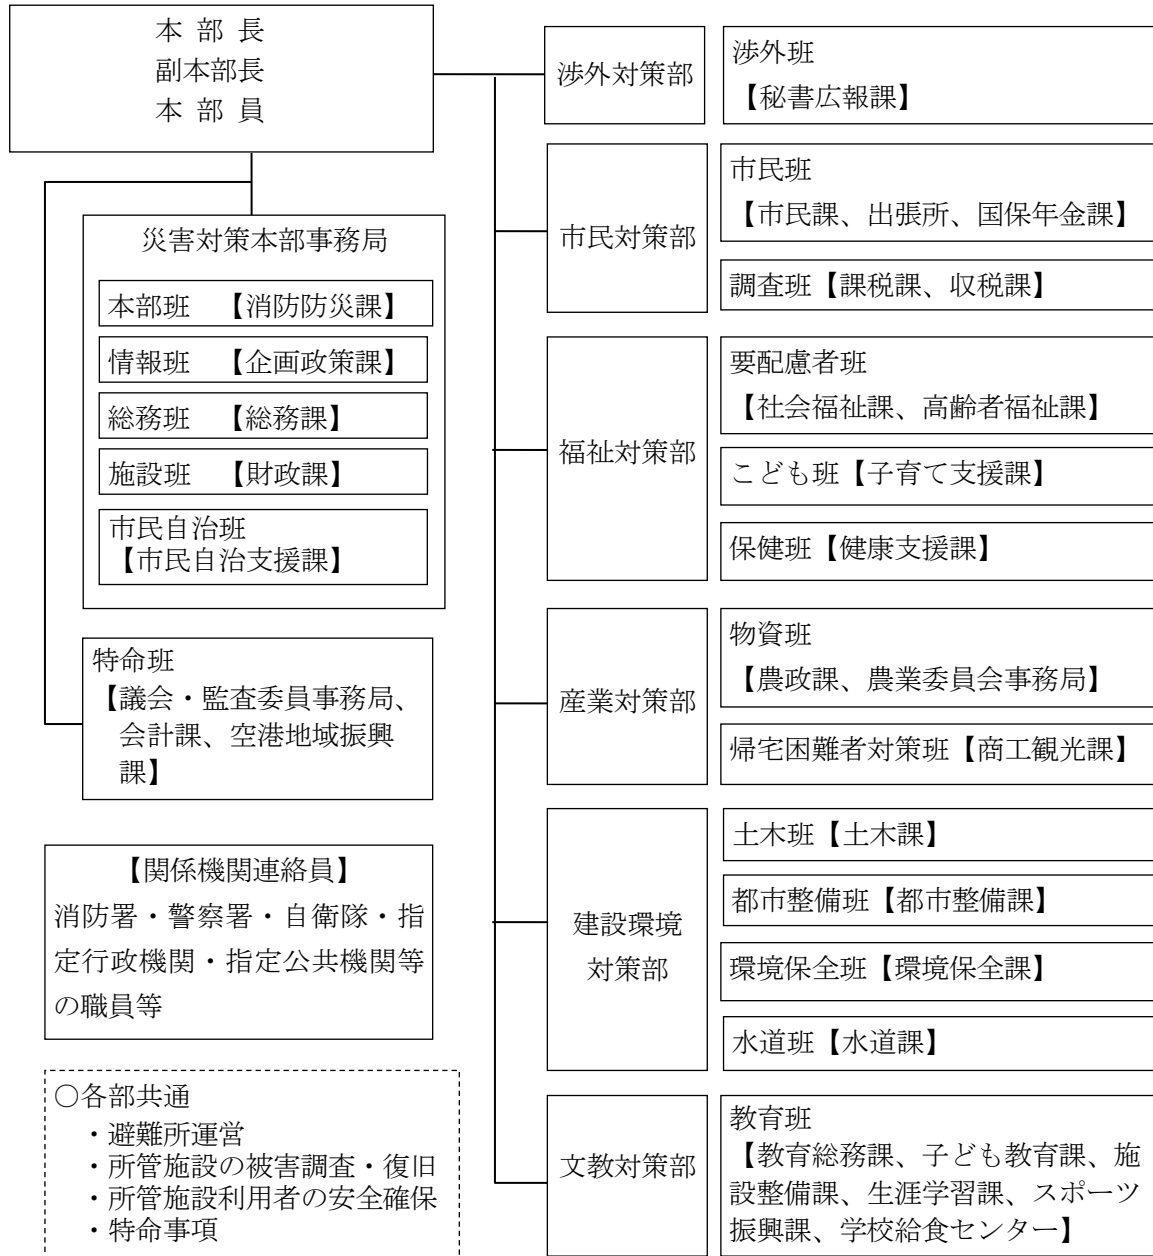 本 部 長
副本部長
本 部 員
災害対策本部事務局
本部班　【消防防災課】
情報班　【企画政策課】
総務班　【総務課】
施設班　【財政課】
市民自治班
【市民自治支援課】
特命班
【議会・監査委員事務局、
会計課、空港地域振興
課】
【関係機関連絡員】
消防署・警察署・自衛隊・指
定行政機関・指定公共機関等
の職員等
○各部共通
・避難所運営
・所管施設の被害調査・復旧
・所管施設利用者の安全確保
・特命事項
渉外対策部
渉外班
【秘書広報課】
市民対策部
市民班
【市民課、出張所、国保年金課】
調査班【課税課、収税課】
福祉対策部
要配慮者班
【社会福祉課、高齢者福祉課】
こども班【子育て支援課】
保健班【健康支援課】
産業対策部
物資班
【農政課、農業委員会事務局】
帰宅困難者対策班【商工観光課】
建設環境
対策部
土木班【土木課】
都市整備班【都市整備課】
環境保全班【環境保全課】
水道班【水道課】
文教対策部
教育班
【教育総務課、子ども教育課、施
設整備課、生涯学習課、スポーツ
振興課、学校給食センター】